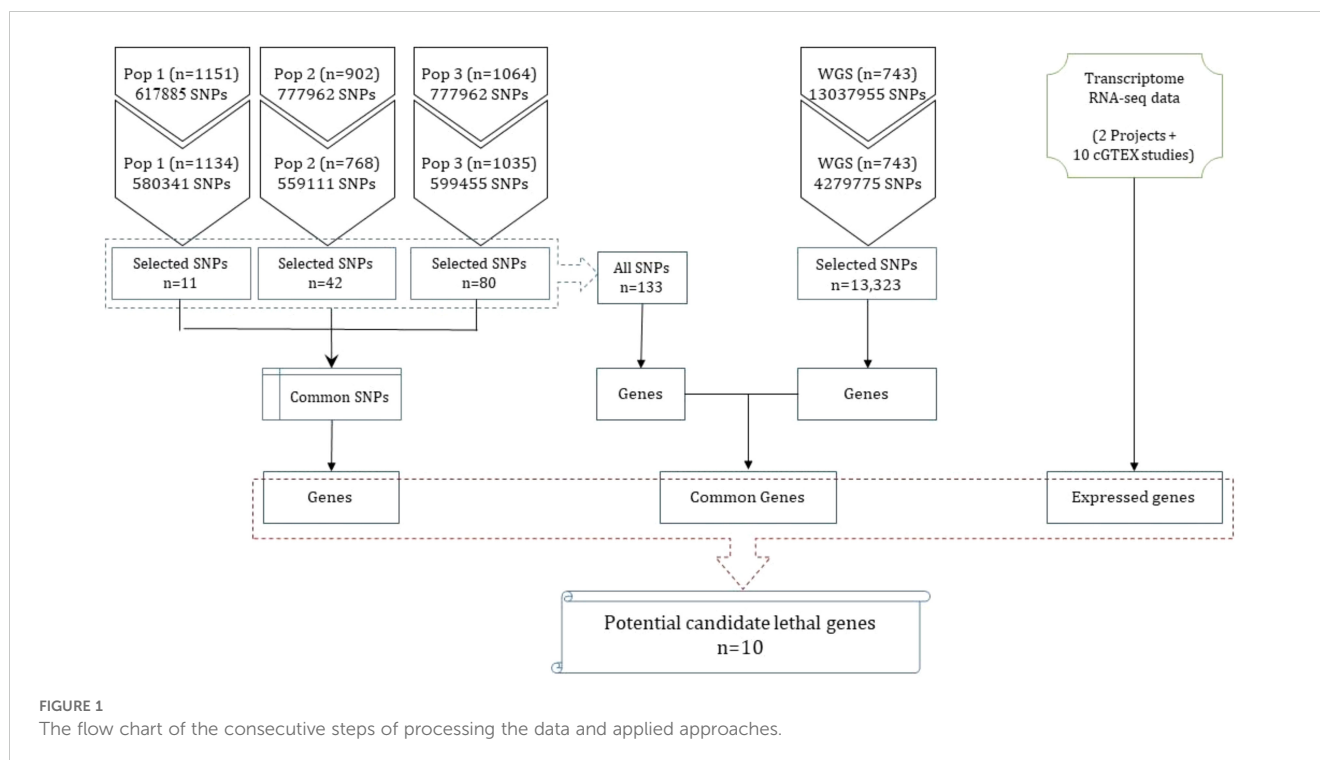 Pop 1 (n=1151)
617885 SNPs
Pop 2 (n=902)
777962 SNPs
Pop 3 (n=1064)
777962 SNPs
WGS (n=743)
13037955 SNPs
Transcriptome
RNA-seq data
(2 Projects +
10 cGTEX studies)
Pop 1 (n=1134)
580341 SNPs
Pop 2 (n=768)
559111 SNPs
Pop 3 (n=1035)
599455 SNPs
WGS (n=743)
4279775 SNPs
Selected SNPs
n=11
Selected SNPs
n=42
Selected SNPs
n=80
All SNPs
n=133
Selected SNPs
n=13,323
Common SNPs
Genes
Genes
Genes
Common Genes
Expressed genes
Potential candidate lethal genes
n=10
FIGURE 1
The flow chart of the consecutive steps of processing the data and applied approaches.